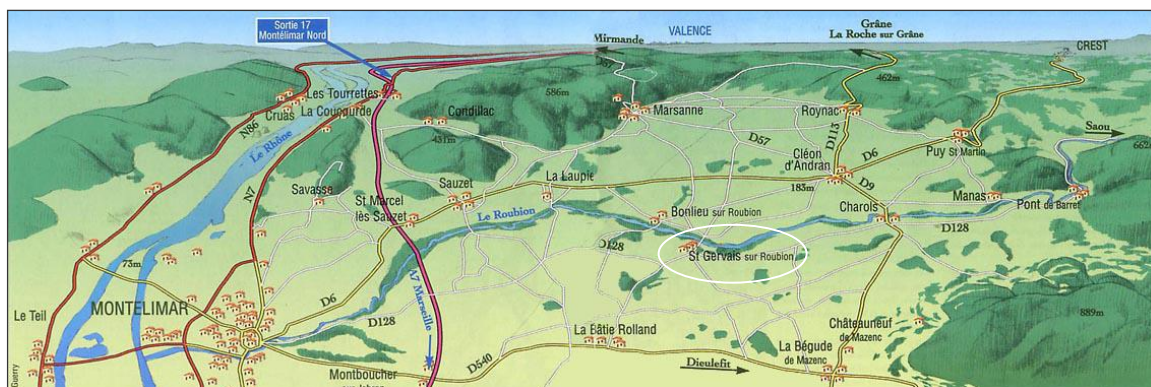 Sortie 17
Montélimar Nord
Mirmande
VALENCE
Grâne
La Roche sur Grâne
CREST
D57
586m
462m
Les Tourrettes
La Coucourde
Cruas
N86
Le Rhône
Condillac
431m
Marsanne
Roynac
D113
D57
D6
Puy St Martin
Saou
662m
Cléon
d'Andran
183m
D9
N7
Savasse
Sauzet
St Marcel
lès Sauzet
La Laupie
Le Roubion
Bonlieu sur Roubion
Charols
Manas
Pont de Barret
D128
D128
St Gervais sur Roubion
73m
A7 Marseille
MONTELIMAR
Le Teil
D6
D128
La Bâtie Rolland
Châteauneuf
de Mazenc
889m
La Bégude
de Mazenc
Dieulefit
D540
Montboucher
Guerry